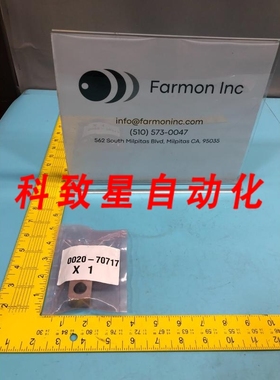 Farmon Inc
info@farmoninc.com
(510) 573-0047
562 South Milpitas Blvd, Milpitas CA, 95035
科致星自动化
0020-70717
X 1